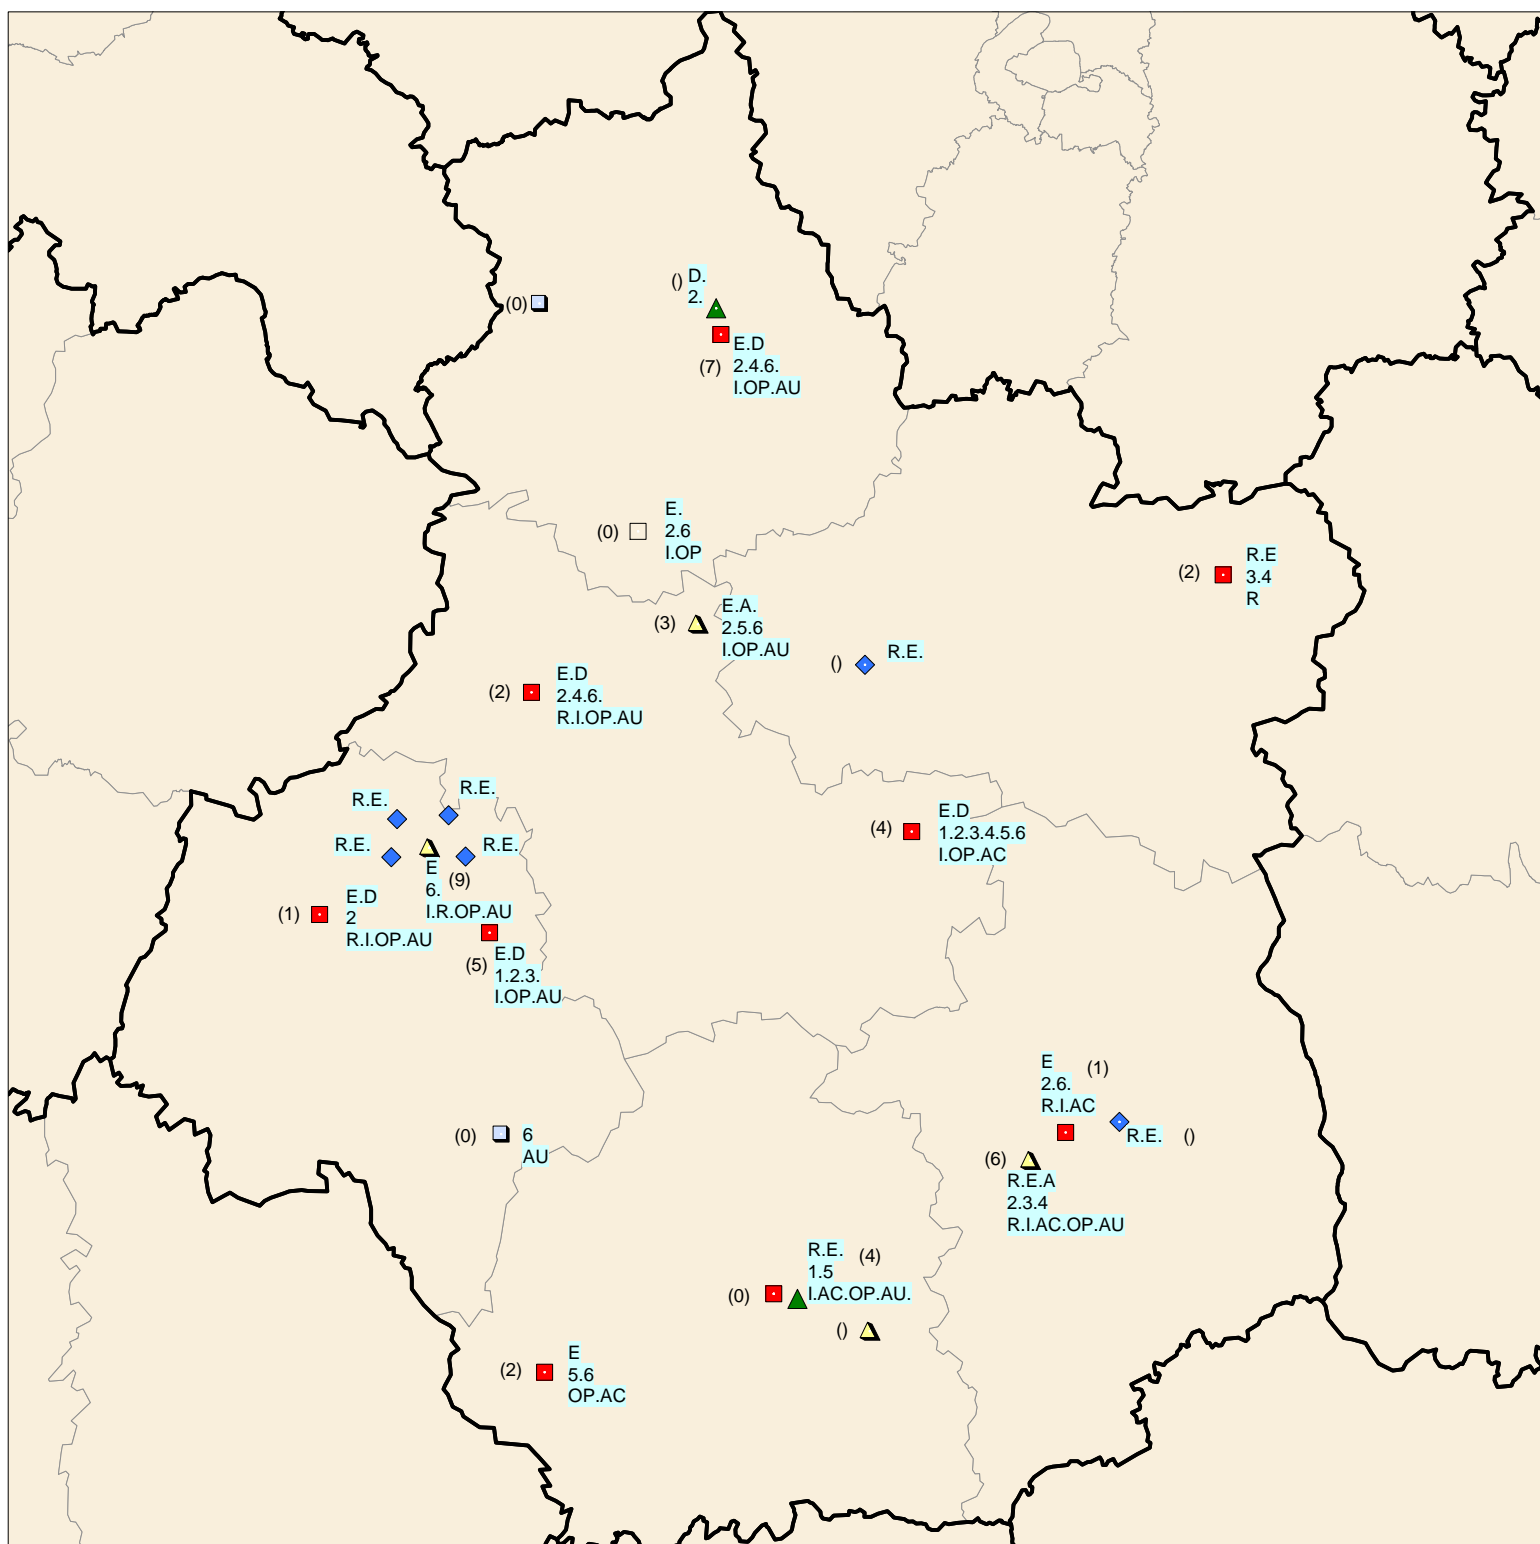 () D.
2.
(0)
E.D
2.4.6.
(7)
I.OP.AU
E.
(0) 2.6
I.OP
R.E
(2) 3.4
R
E.A.
(3) 2.5.6
I.OP.AU
() R.E.
E.D
(2) 2.4.6.
R.I.OP.AU
R.E.
R.E.
R.E.
R.E.
E
6. (9)
I.R.OP.AU
E.D
(1) 2
R.I.OP.AU
E.D
(5) 1.2.3.
I.OP.AU
E.D
(4) 1.2.3.4.5.6
I.OP.AC
E (1)
2.6.
R.I.AC
R.E. ()
(0) 6
AU
(6)
R.E.A
2.3.4
R.I.AC.OP.AU
R.E. (4)
1.5
(0) I.AC.OP.AU.
()
E
(2) 5.6
OP.AC